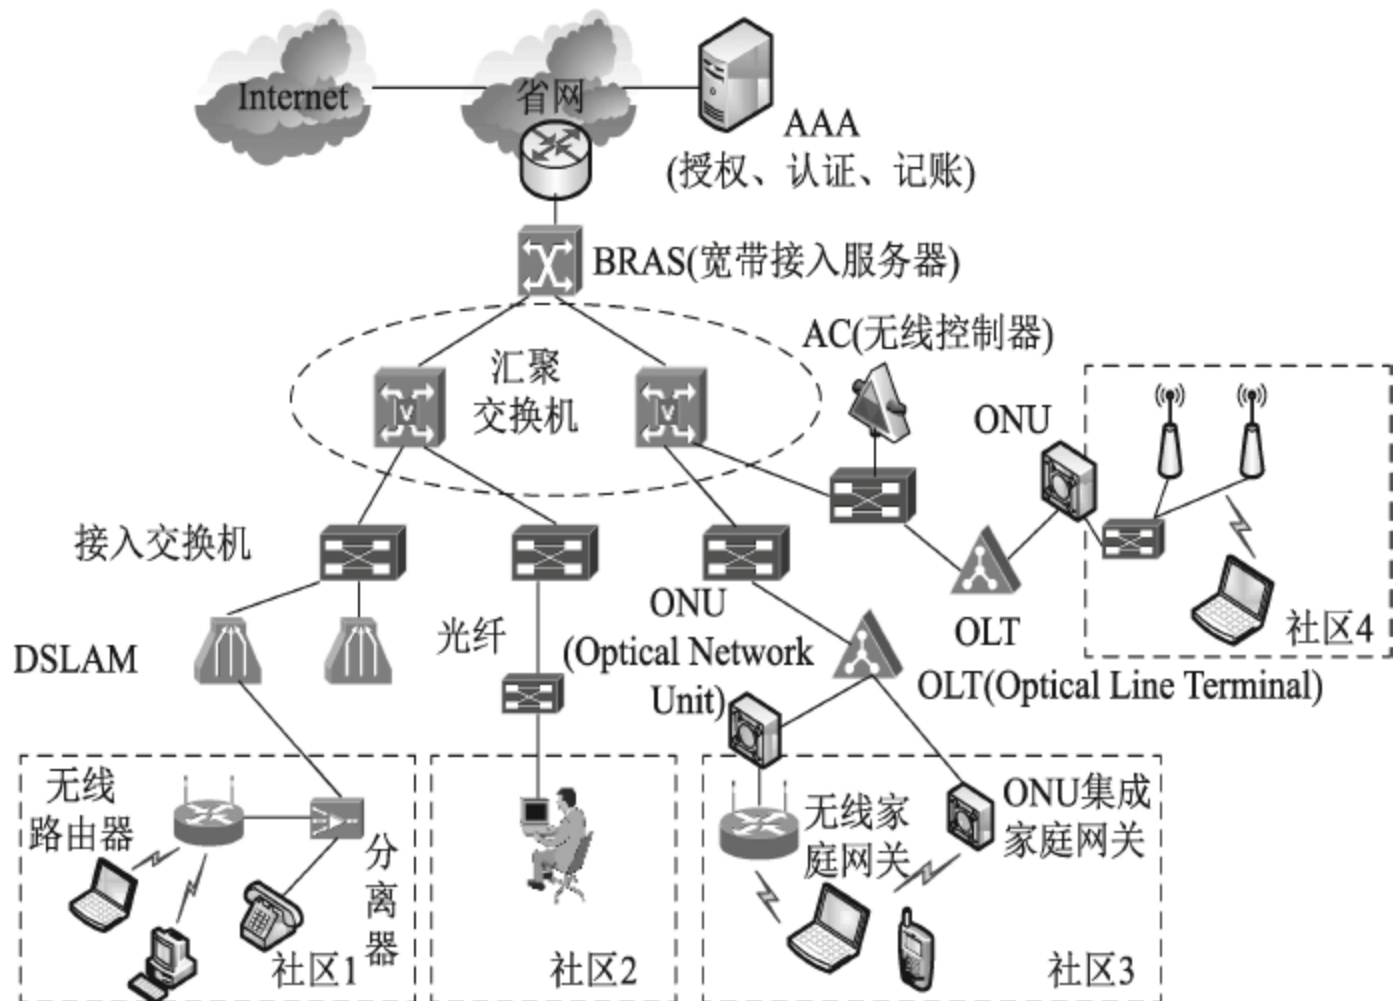 Internet
省网
AAA
(授权、认证、记账)
BRAS(宽带接入服务器)
AC(无线控制器)
汇聚
交换机
ONU
接入交换机
ONU
(Optical Network
Unit)
光纤
OLT
社区4
DSLAM
OLT(Optical Line Terminal)
无线
路由器
分
离
器
社区1
社区2
无线家
庭网关
ONU集成
家庭网关
社区3
V
V